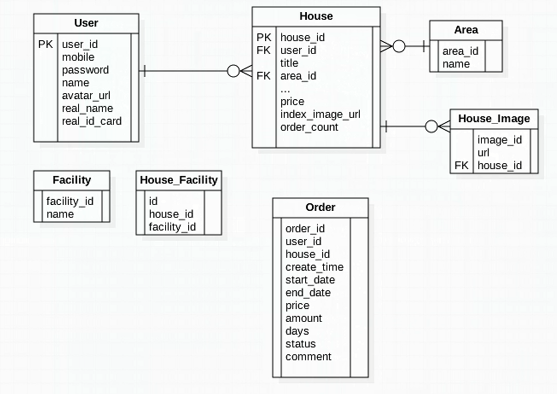 User
PK user_id
mobile
password
name
avatar_url
real_name
real_id_card
House
PK house_id
FK user_id
title
FK area_id
...
price
index_image_url
order_count
Area
area_id
name
House_Image
image_id
url
FK house_id
Facility
facility_id
name
House_Facility
id
house_id
facility_id
Order
order_id
user_id
house_id
create_time
start_date
end_date
price
amount
days
status
comment